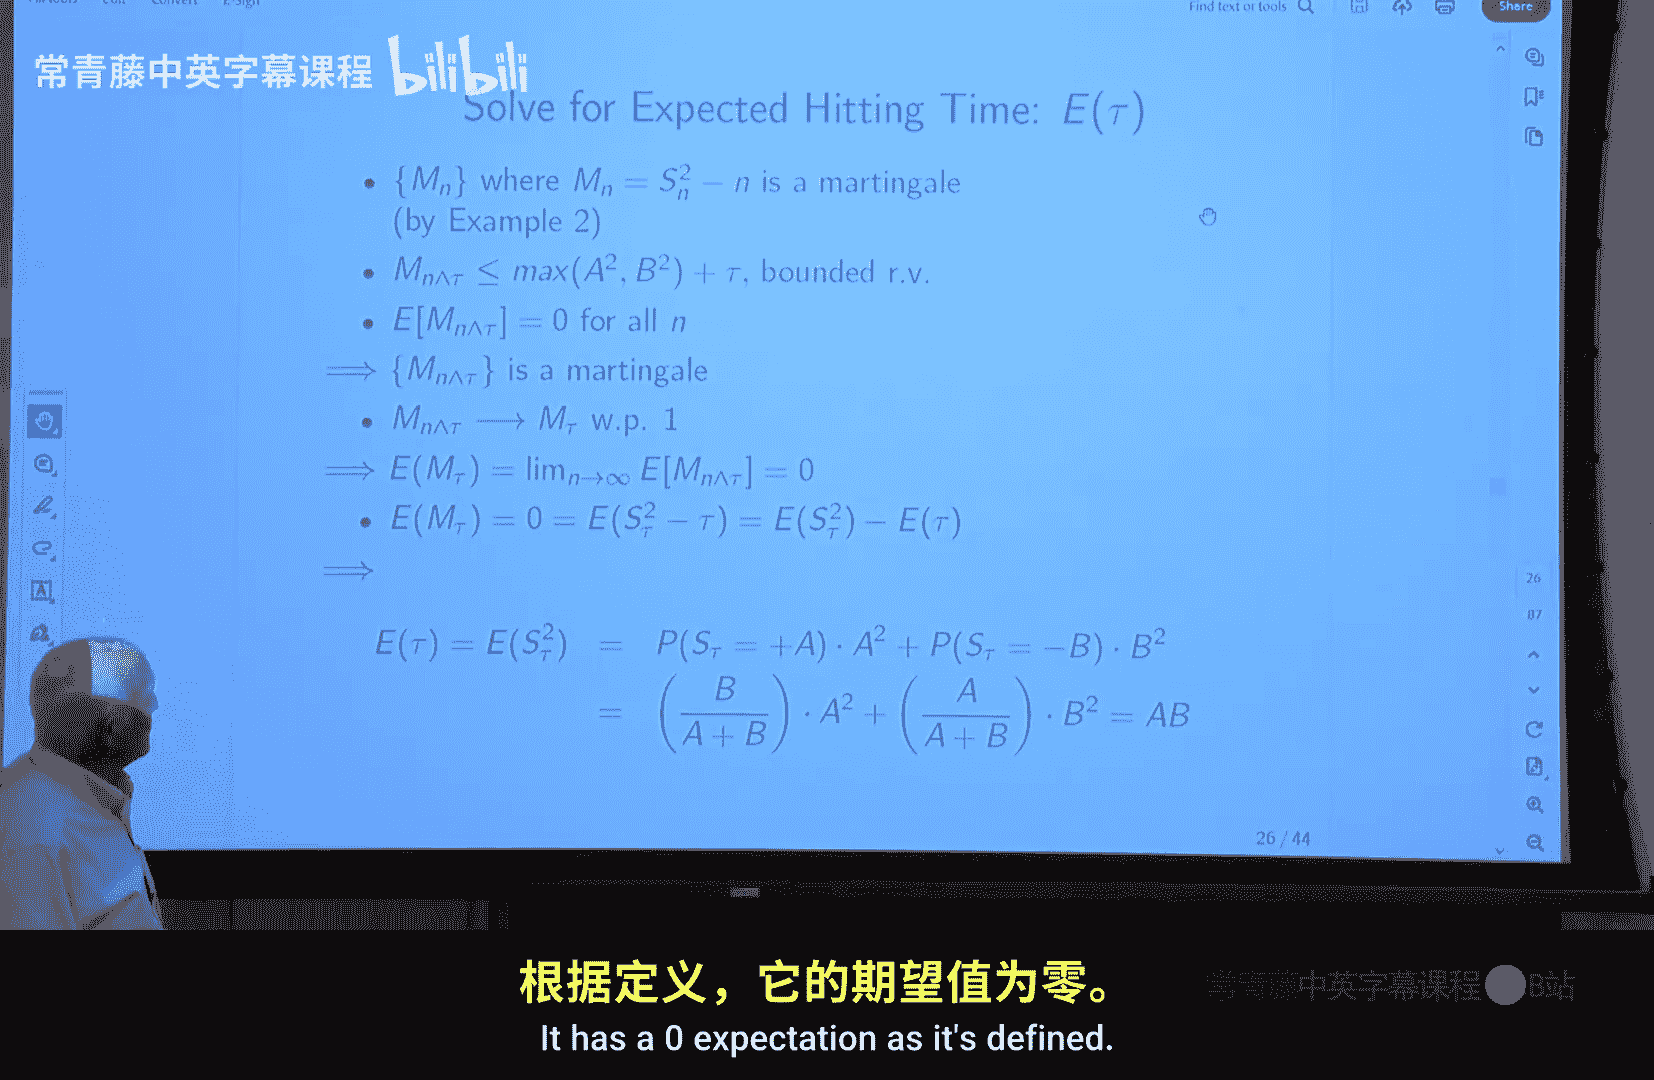 Find text or tools
Share
常青藤中英字幕课程 bilibili
Solve for Expected Hitting Time: E(τ)
• {Mₙ} where Mₙ = Sₙ² − n is a martingale
(by Example 2)
• Mₙ∧τ ≤ max(A², B²) + τ, bounded r.v.
• E[Mₙ∧τ] = 0 for all n
⟹ {Mₙ∧τ} is a martingale
• Mₙ∧τ ⟶ Mτ w.p. 1
⟹ E(Mτ) = limₙ→∞ E[Mₙ∧τ] = 0
• E(Mτ) = 0 = E(Sτ² − τ) = E(Sτ²) − E(τ)
⟹
E(τ) = E(Sτ²) = P(Sτ = +A) · A² + P(Sτ = −B) · B²
= (B / (A + B)) · A² + (A / (A + B)) · B² = AB
26
87
26 / 44
根据定义，它的期望值为零。
It has a 0 expectation as it's defined.
常青藤中英字幕课程 B站